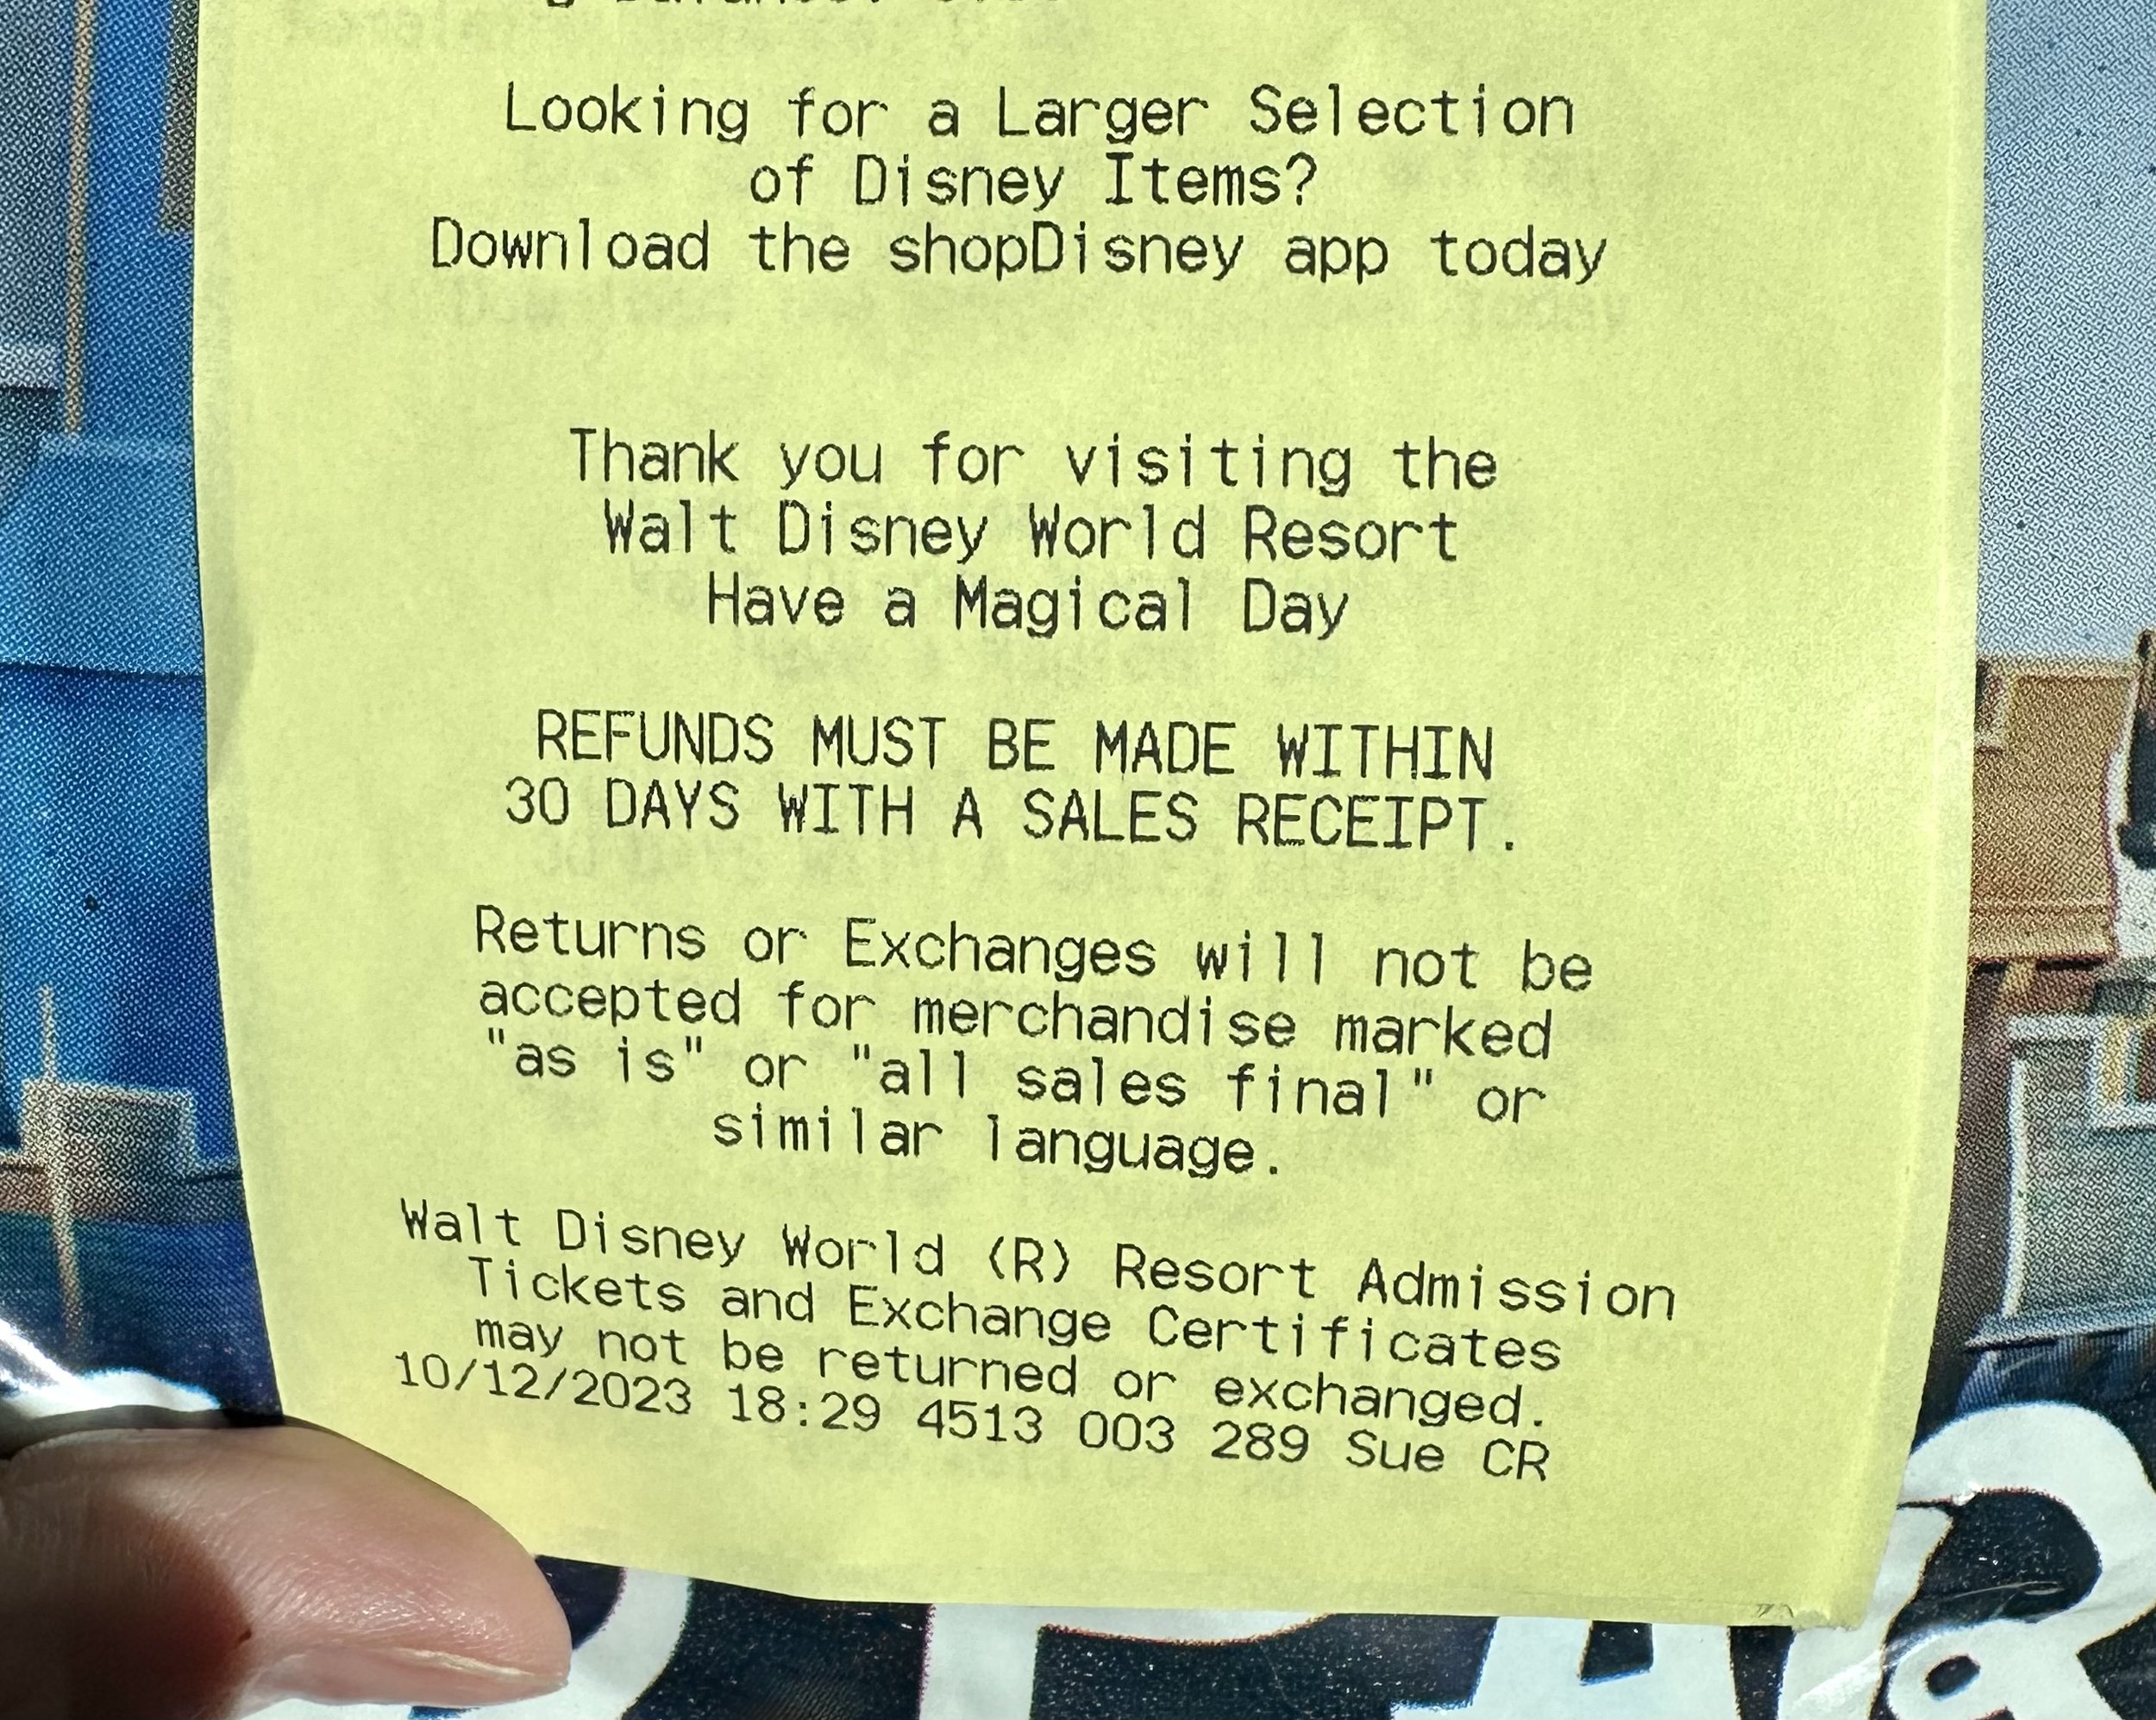 Looking for a Larger Selection
of Disney Items?
Download the shopDisney app today
Thank you for visiting the
Walt Disney World Resort
Have a Magical Day
REFUNDS MUST BE MADE WITHIN
30 DAYS WITH A SALES RECEIPT.
Returns or Exchanges will not be
accepted for merchandise marked
"as is" or "all sales final" or
similar language.
Walt Disney World (R) Resort Admission
Tickets and Exchange Certificates
may not be returned or exchanged.
10/12/2023 18:29 4513 003 289 Sue CR